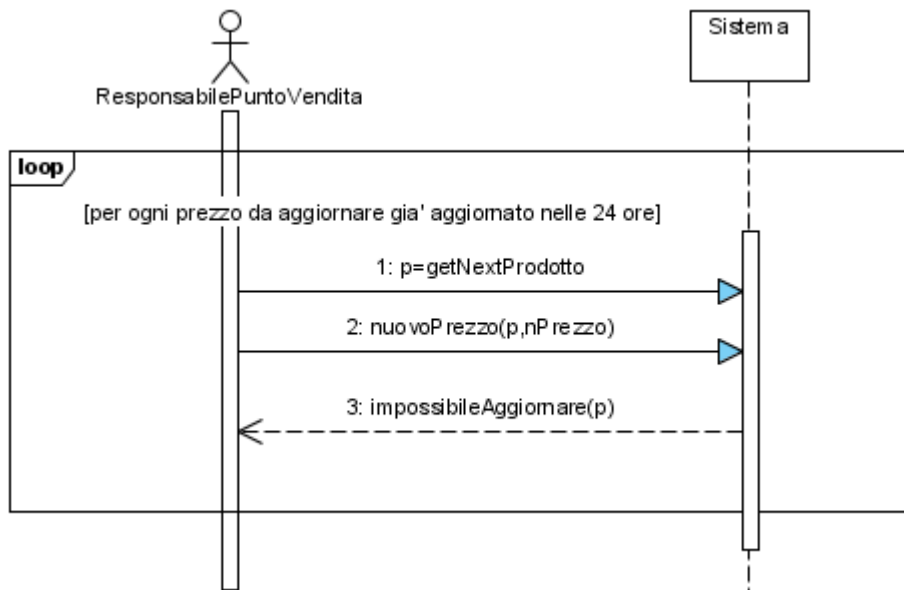 Sistema
ResponsabilePuntoVendita
loop
[per ogni prezzo da aggiornare gia' aggiornato nelle 24 ore]
1: p=getNextProdotto
2: nuovoPrezzo(p,nPrezzo)
3: impossibileAggiornare(p)